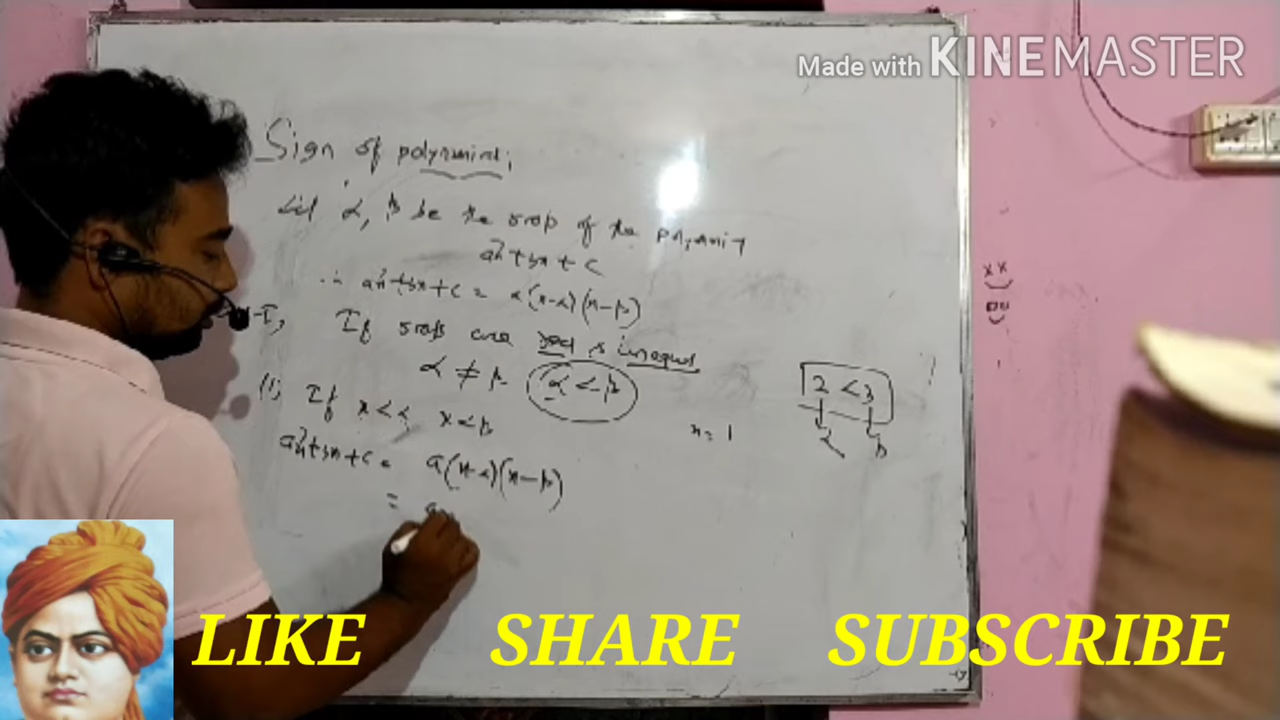 Made with KINEMASTER
Sign of polynomial,
Let α, β be the roots of the polynomial
ax²+bx+c
∴ ax²+bx+c = a(x-α)(x-β)
-I, If roots are real & unequal
α ≠ β α < β
2 < 3
(i) If x<α, x<β
x=1
α β
ax²+bx+c = a(x-α)(x-β)
= a
LIKE SHARE SUBSCRIBE